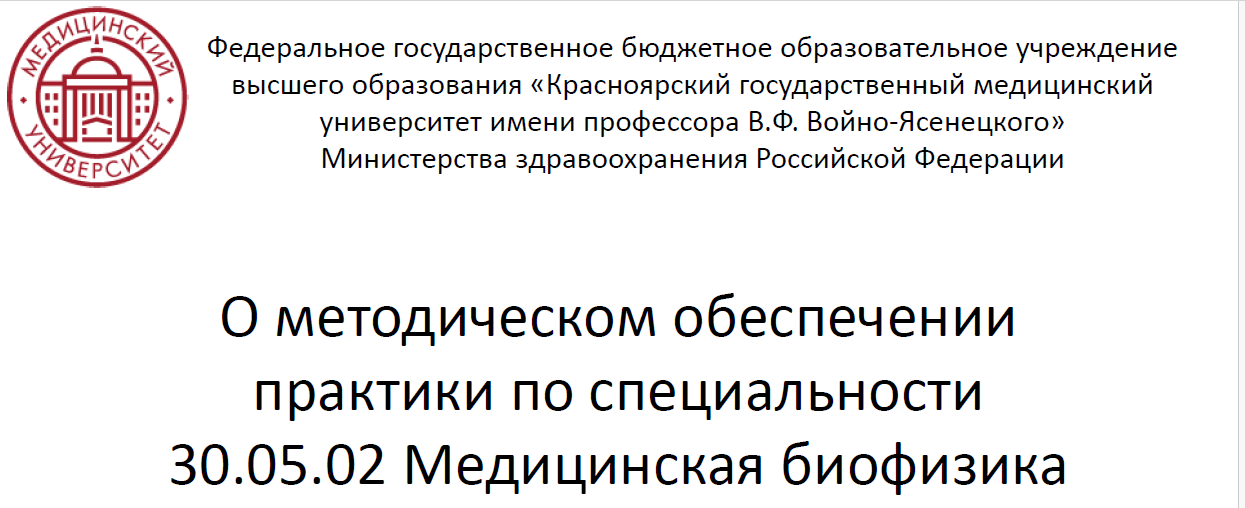 МЕДИЦИНСКИЙ
УНИВЕРСИТЕТ
Федеральное государственное бюджетное образовательное учреждение
высшего образования «Красноярский государственный медицинский
университет имени профессора В.Ф. Войно-Ясенецкого»
Министерства здравоохранения Российской Федерации
О методическом обеспечении
практики по специальности
30.05.02 Медицинская биофизика